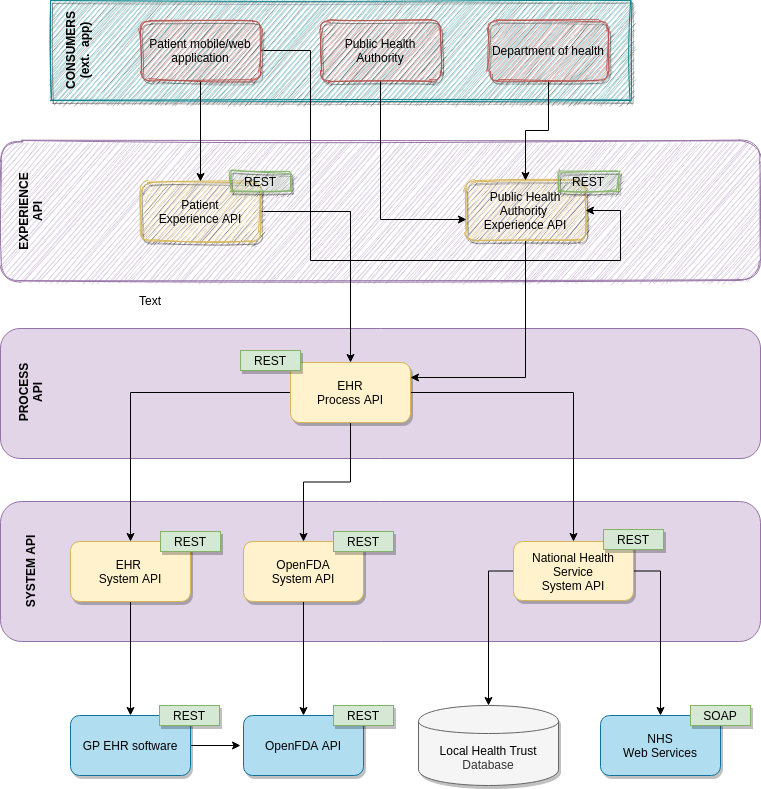 CONSUMERS
(ext. app)
Patient mobile/web
application
Public Health
Authority
Department of health
EXPERIENCE
API
REST
Patient
Experience API
REST
Public Health
Authority
Experience API
Text
PROCESS
API
REST
EHR
Process API
SYSTEM API
REST
EHR
System API
REST
OpenFDA
System API
REST
National Health
Service
System API
REST
GP EHR software
REST
OpenFDA API
Local Health Trust
Database
SOAP
NHS
Web Services